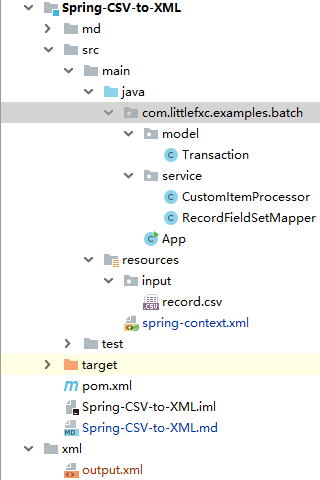 Spring-CSV-to-XML
md
src
main
java
com.littlefxc.examples.batch
model
Transaction
service
CustomItemProcessor
RecordFieldSetMapper
App
resources
input
record.csv
spring-context.xml
test
target
pom.xml
Spring-CSV-to-XML.iml
Spring-CSV-to-XML.md
xml
output.xml